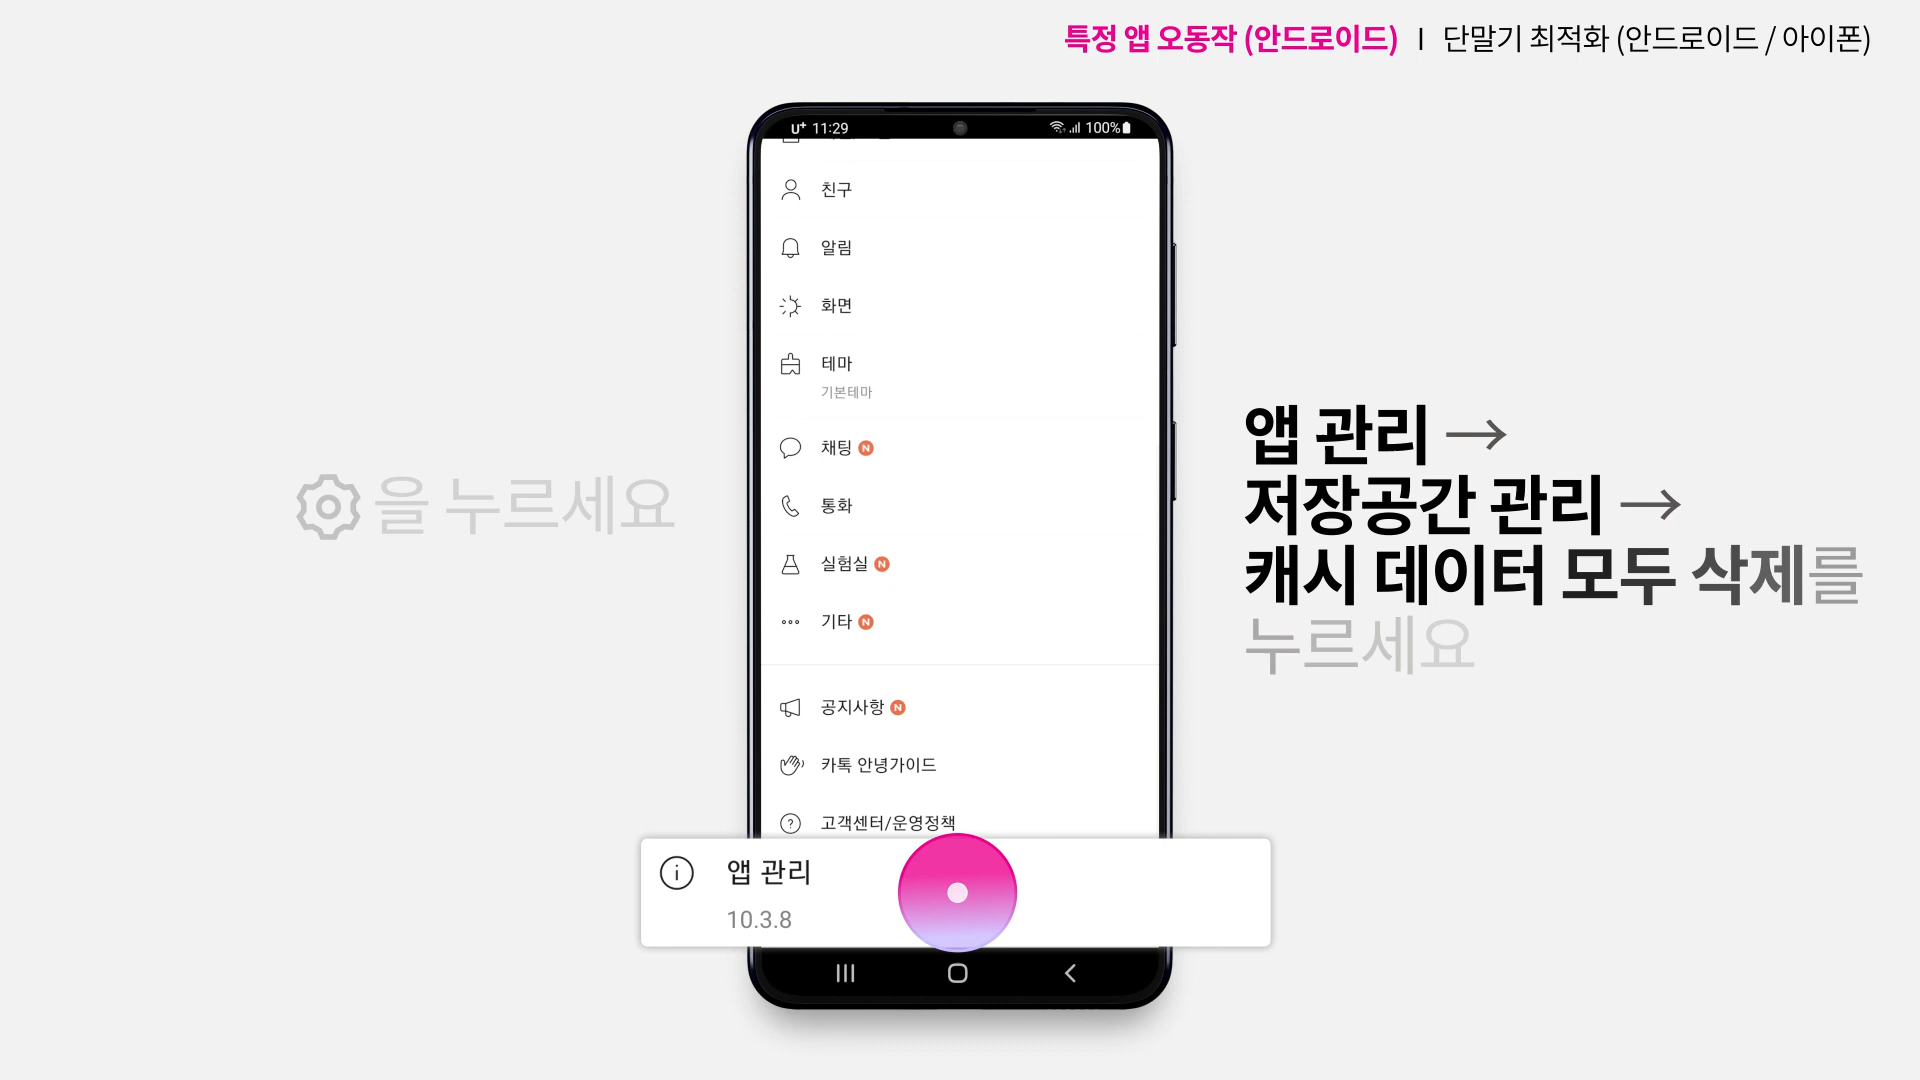 특정 앱 오동작 (안드로이드) | 단말기 최적화 (안드로이드 / 아이폰)
U+ 11:29 100%
친구
알림
화면
테마
기본테마
채팅 N
통화
실험실 N
기타 N
공지사항 N
카톡 안녕가이드
고객센터/운영정책
앱 관리
10.3.8
을 누르세요
앱 관리 →
저장공간 관리 →
캐시 데이터 모두 삭제를
누르세요